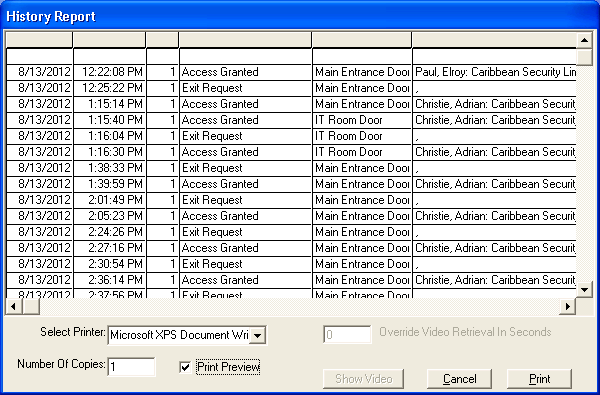 History Report
8/13/2012 12:22:08 PM 1 Access Granted Main Entrance Door Paul, Elroy: Caribbean Security Lin
8/13/2012 12:25:22 PM 1 Exit Request Main Entrance Door ,
8/13/2012 1:15:14 PM 1 Access Granted Main Entrance Door Christie, Adrian: Caribbean Security
8/13/2012 1:15:40 PM 1 Access Granted IT Room Door Christie, Adrian: Caribbean Security
8/13/2012 1:16:04 PM 1 Exit Request IT Room Door ,
8/13/2012 1:16:30 PM 1 Access Granted IT Room Door Christie, Adrian: Caribbean Security
8/13/2012 1:38:33 PM 1 Exit Request Main Entrance Door ,
8/13/2012 1:39:59 PM 1 Access Granted Main Entrance Door Christie, Adrian: Caribbean Security
8/13/2012 2:01:49 PM 1 Exit Request Main Entrance Door ,
8/13/2012 2:05:23 PM 1 Access Granted Main Entrance Door Christie, Adrian: Caribbean Security
8/13/2012 2:24:26 PM 1 Exit Request Main Entrance Door ,
8/13/2012 2:27:16 PM 1 Access Granted Main Entrance Door Christie, Adrian: Caribbean Security
8/13/2012 2:30:54 PM 1 Exit Request Main Entrance Door ,
8/13/2012 2:36:14 PM 1 Access Granted Main Entrance Door Christie, Adrian: Caribbean Security
8/13/2012 2:37:56 PM 1 Exit Request Main Entrance Door
Select Printer: Microsoft XPS Document Wri 0 Override Video Retrieval In Seconds
Number Of Copies: 1 Print Preview
Show Video Cancel Print